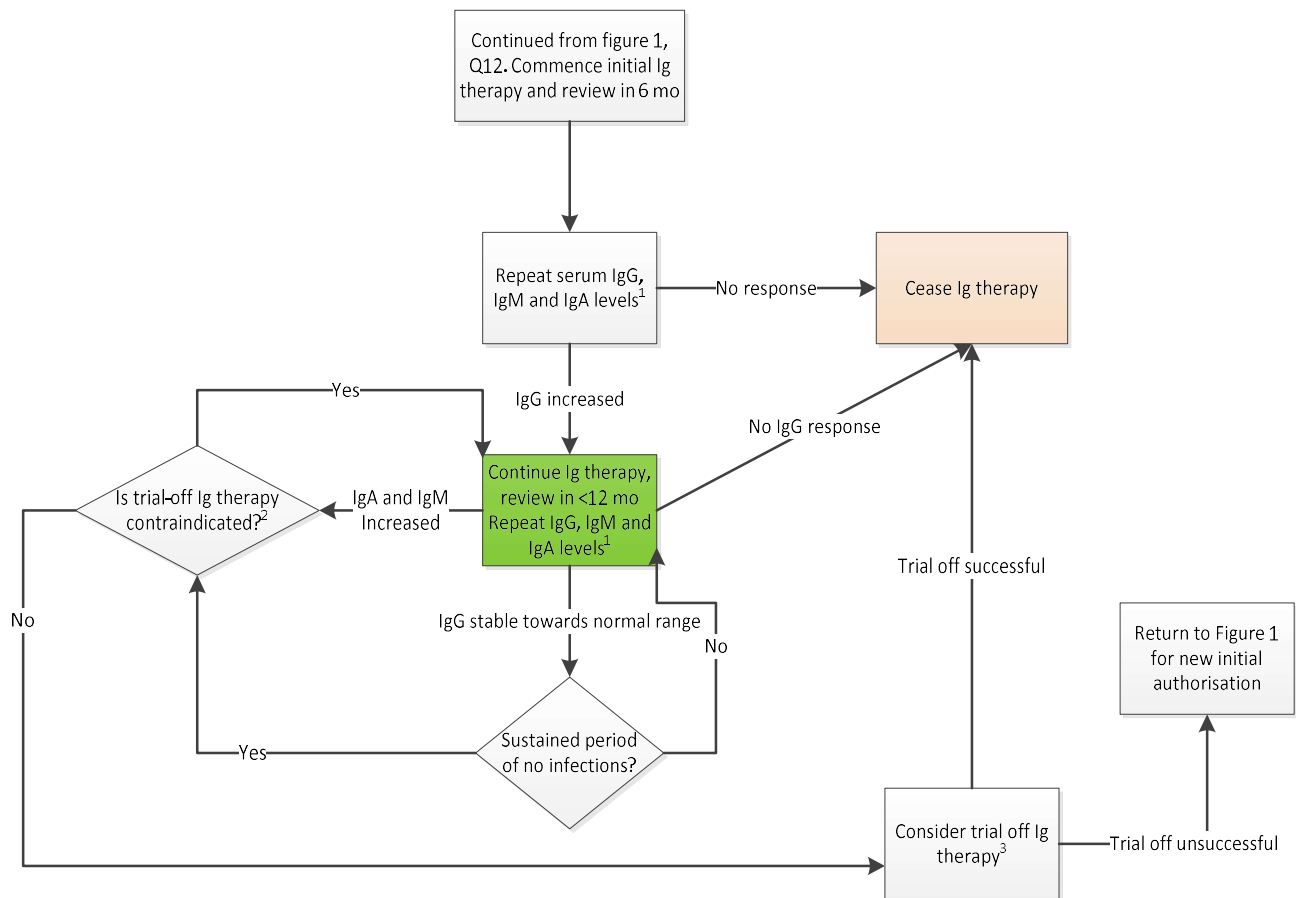 Continued from figure 1,
Q12. Commence initial Ig
therapy and review in 6 mo
Repeat serum IgG,
IgM and IgA levels1
No response
Cease Ig therapy
Yes
IgG increased
No IgG response
Is trial-off Ig therapy
contraindicated?2
IgA and IgM
Increased
Continue Ig therapy,
review in <12 mo
Repeat IgG, IgM and
IgA levels1
Trial off successful
No
IgG stable towards normal range
No
Return to Figure 1
for new initial
authorisation
Yes
Sustained period
of no infections?
Consider trial off Ig
therapy3
Trial off unsuccessful